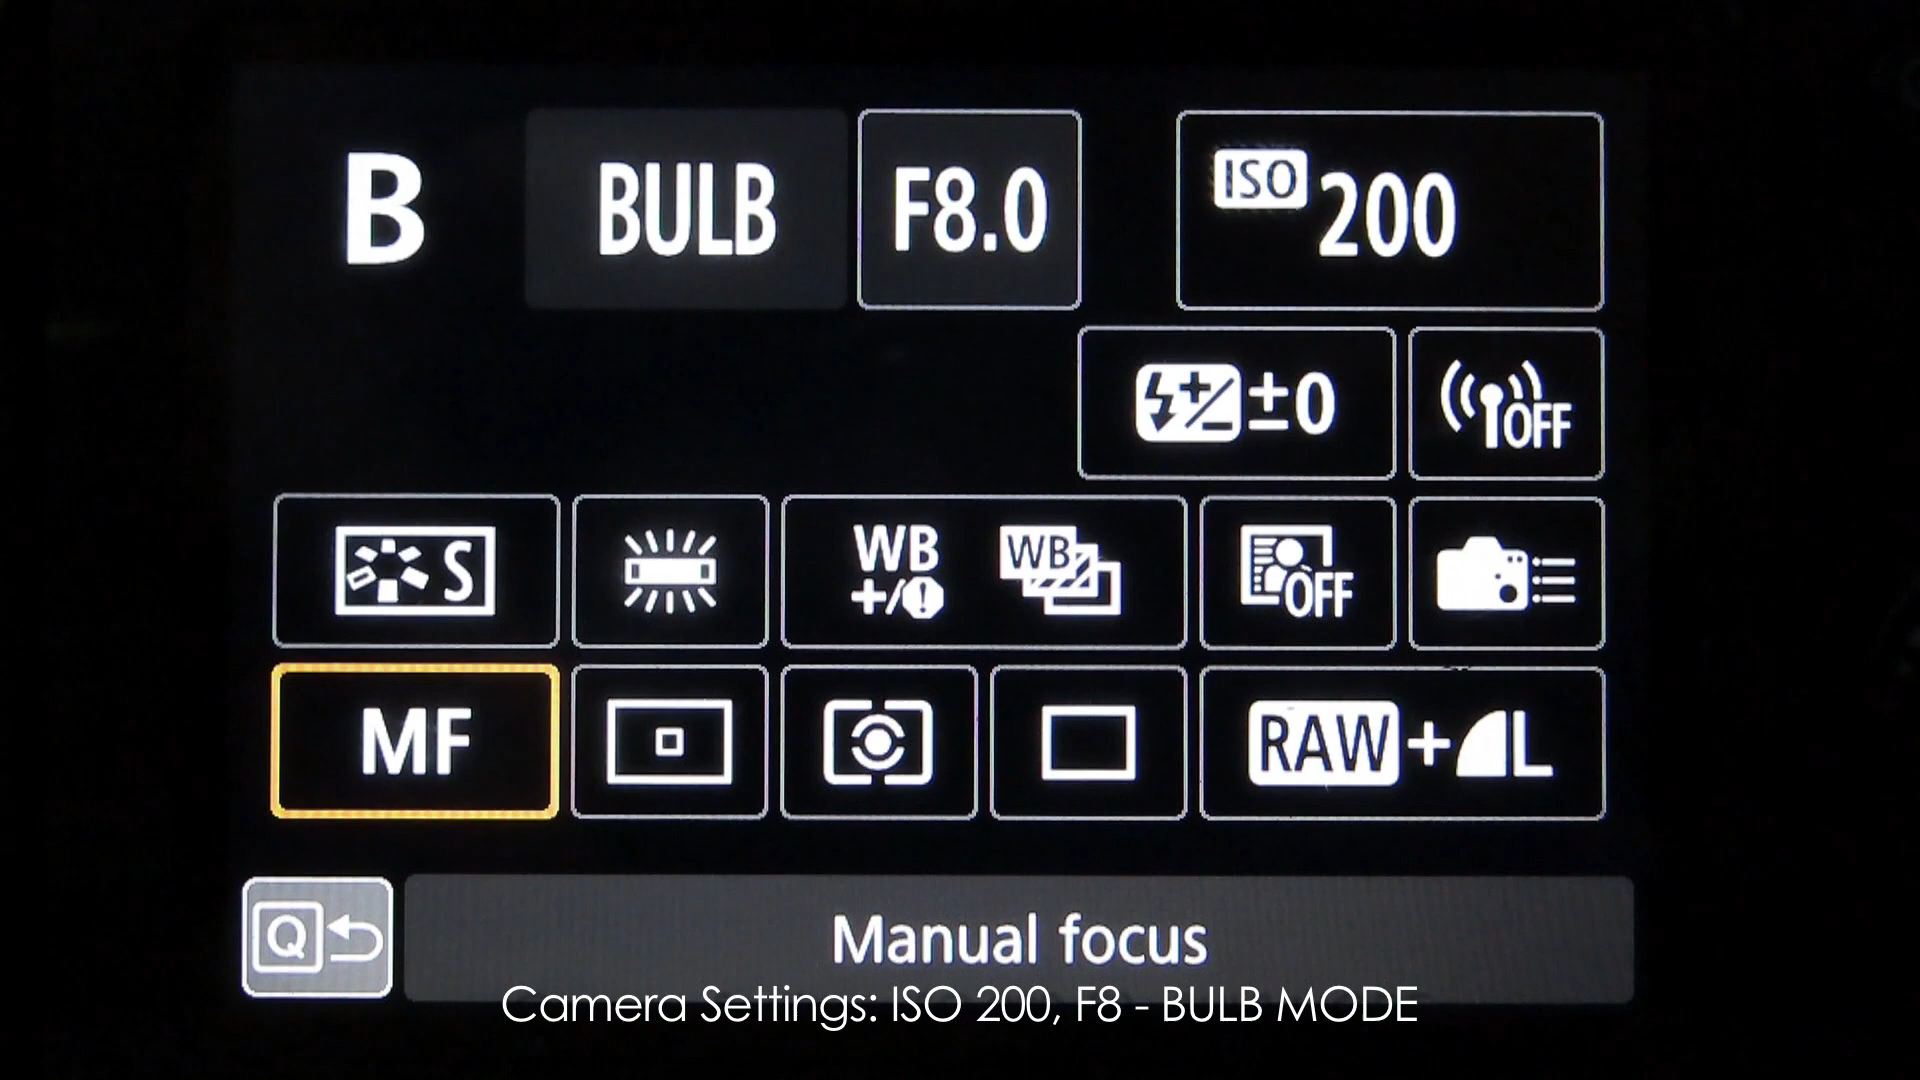 B BULB F8.0 ISO 200
±0 OFF
S WB +/- WB OFF
MF RAW+L
Q Manual focus
Camera Settings: ISO 200, F8 - BULB MODE